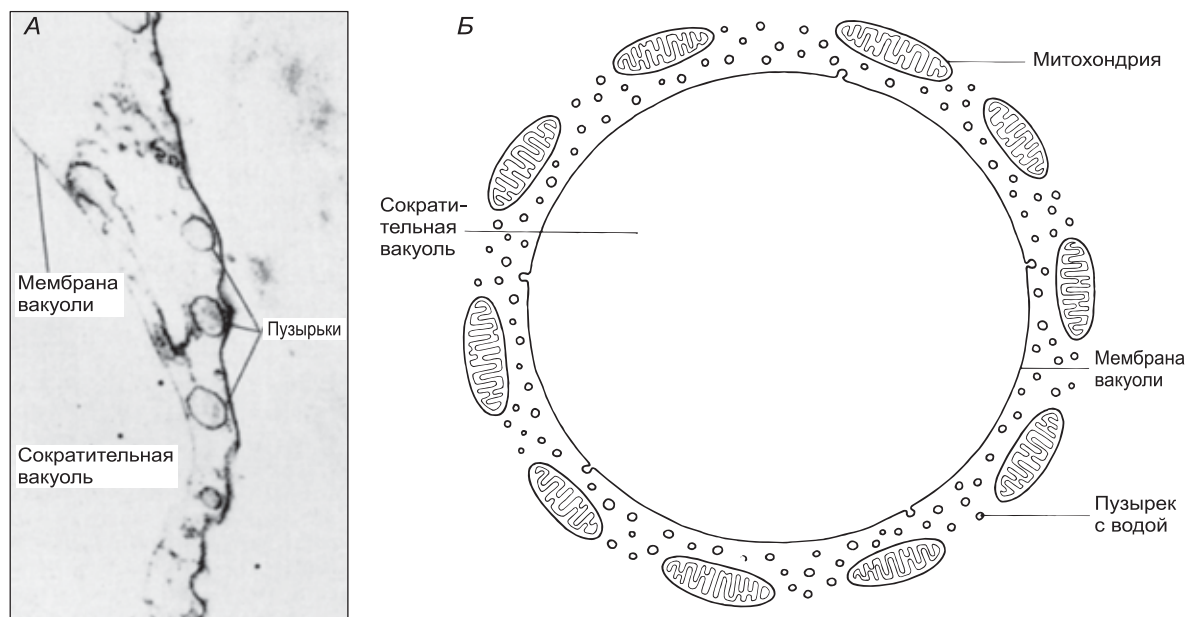 А
Мембрана
вакуоли
Пузырьки
Сократительная
вакуоль
Б
Митохондрия
Сократи-
тельная
вакуоль
Мембрана
вакуоли
Пузырек
с водой